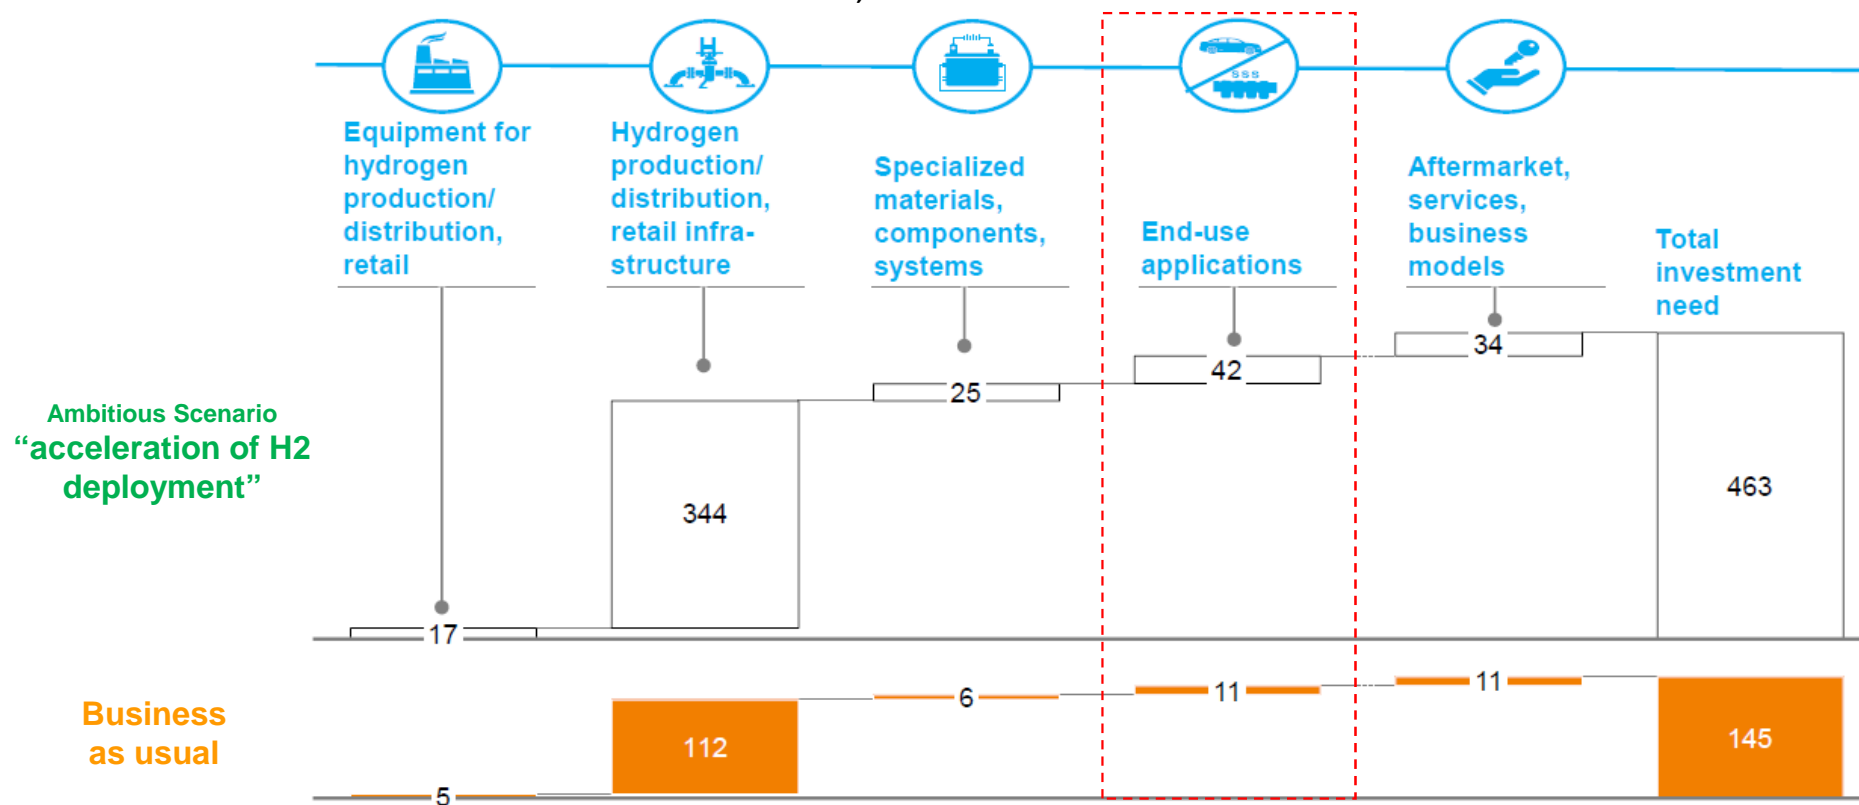 Equipment for
hydrogen
production/
distribution,
retail
Hydrogen
production/
distribution,
retail infra-
structure
Specialized
materials,
components,
systems
End-use
applications
Aftermarket,
services,
business
models
Total
investment
need
sss
Ambitious Scenario
“acceleration of H2
deployment”
17
344
25
42
34
463
Business
as usual
5
112
6
11
11
145